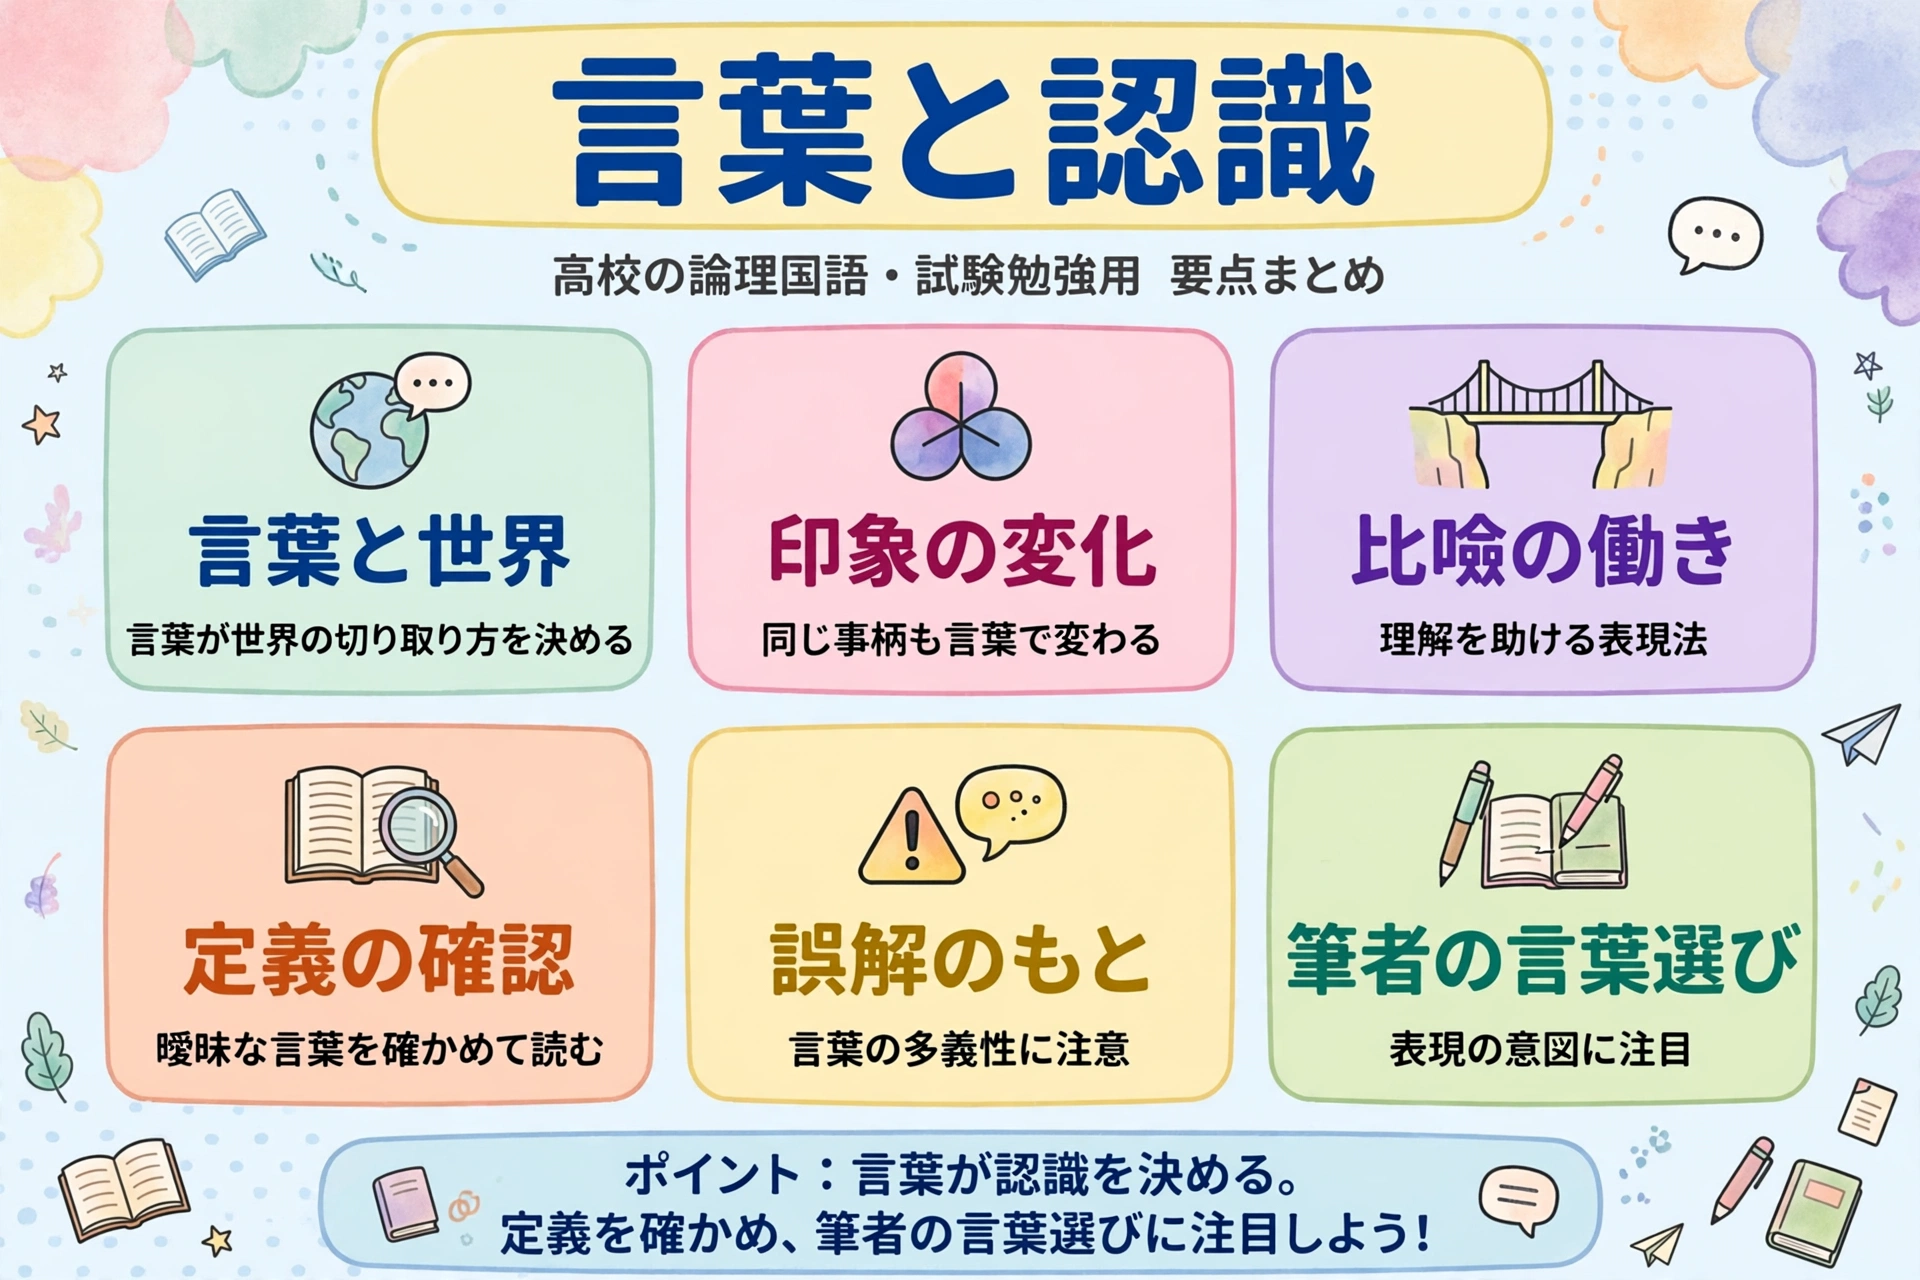 言葉と認識
高校の論理国語・試験勉強用 要点まとめ
言葉と世界
言葉が世界の切り取り方を決める
印象の変化
同じ事柄も言葉で変わる
比噞の働き
理解を助ける表現法
定義の確認
曖昧な言葉を確かめて読む
誤解のもと
言葉の多義性に注意
筆者の言葉選び
表現の意図に注目
ポイント：言葉が認識を決める。
定義を確かめ、筆者の言葉選びに注目しよう！